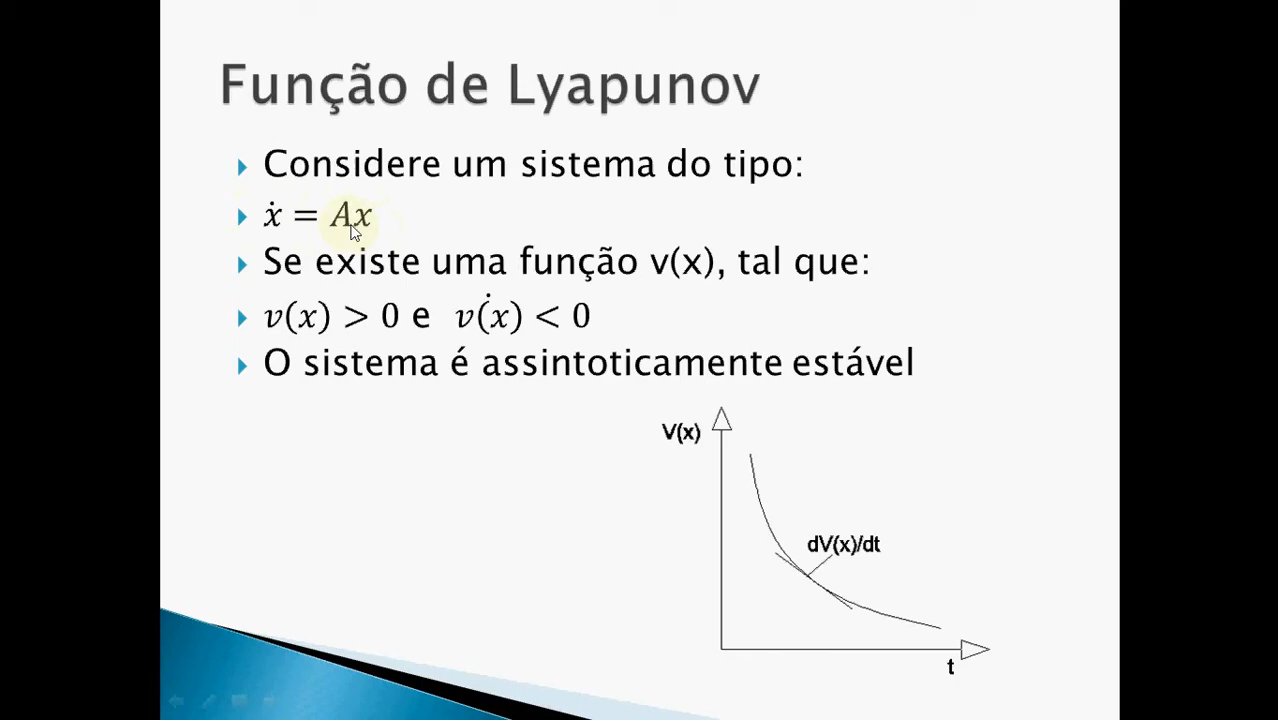 Função de Lyapunov
Considere um sistema do tipo:
ẋ = Ax
Se existe uma função v(x), tal que:
v(x) > 0 e v̇(x) < 0
O sistema é assintoticamente estável
V(x)
dV(x)/dt
t